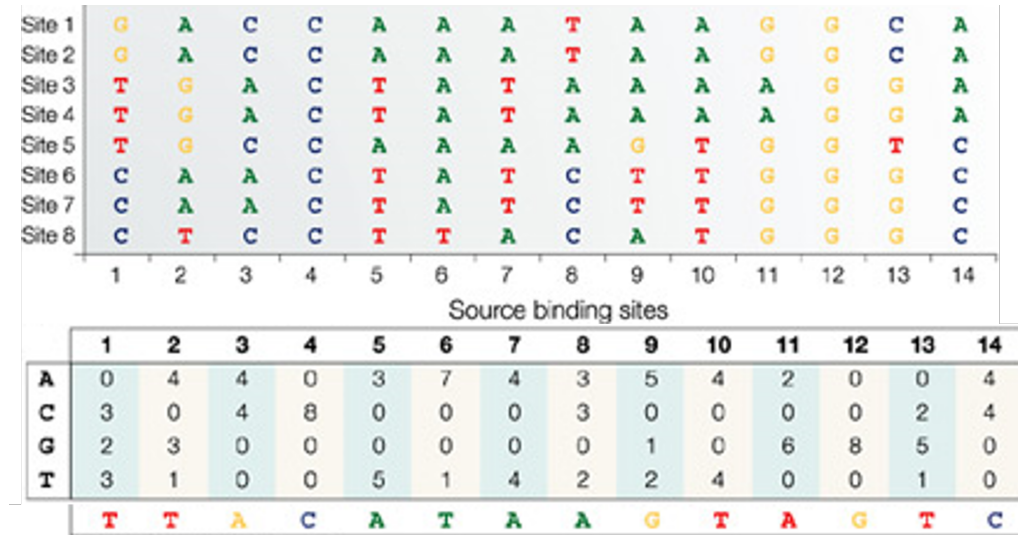 Site 1 G A C C A A A T A A G G C A
Site 2 G A C C A A A T A A G G C A
Site 3 T G A C T A T A A A A G G A
Site 4 T G A C T A T A A A A G G A
Site 5 T G C C A A A A G T G G T C
Site 6 C A A C T A T C T T G G G C
Site 7 C A A C T A T C T T G G G C
Site 8 C T C C T T A C A T G G G C
1 2 3 4 5 6 7 8 9 10 11 12 13 14
Source binding sites
1 2 3 4 5 6 7 8 9 10 11 12 13 14
A 0 4 4 0 3 7 4 3 5 4 2 0 0 4
C 3 0 4 8 0 0 0 3 0 0 0 0 2 4
G 2 3 0 0 0 0 0 0 1 0 6 8 5 0
T 3 1 0 0 5 1 4 2 2 4 0 0 1 0
T T A C A T A A G T A G T C